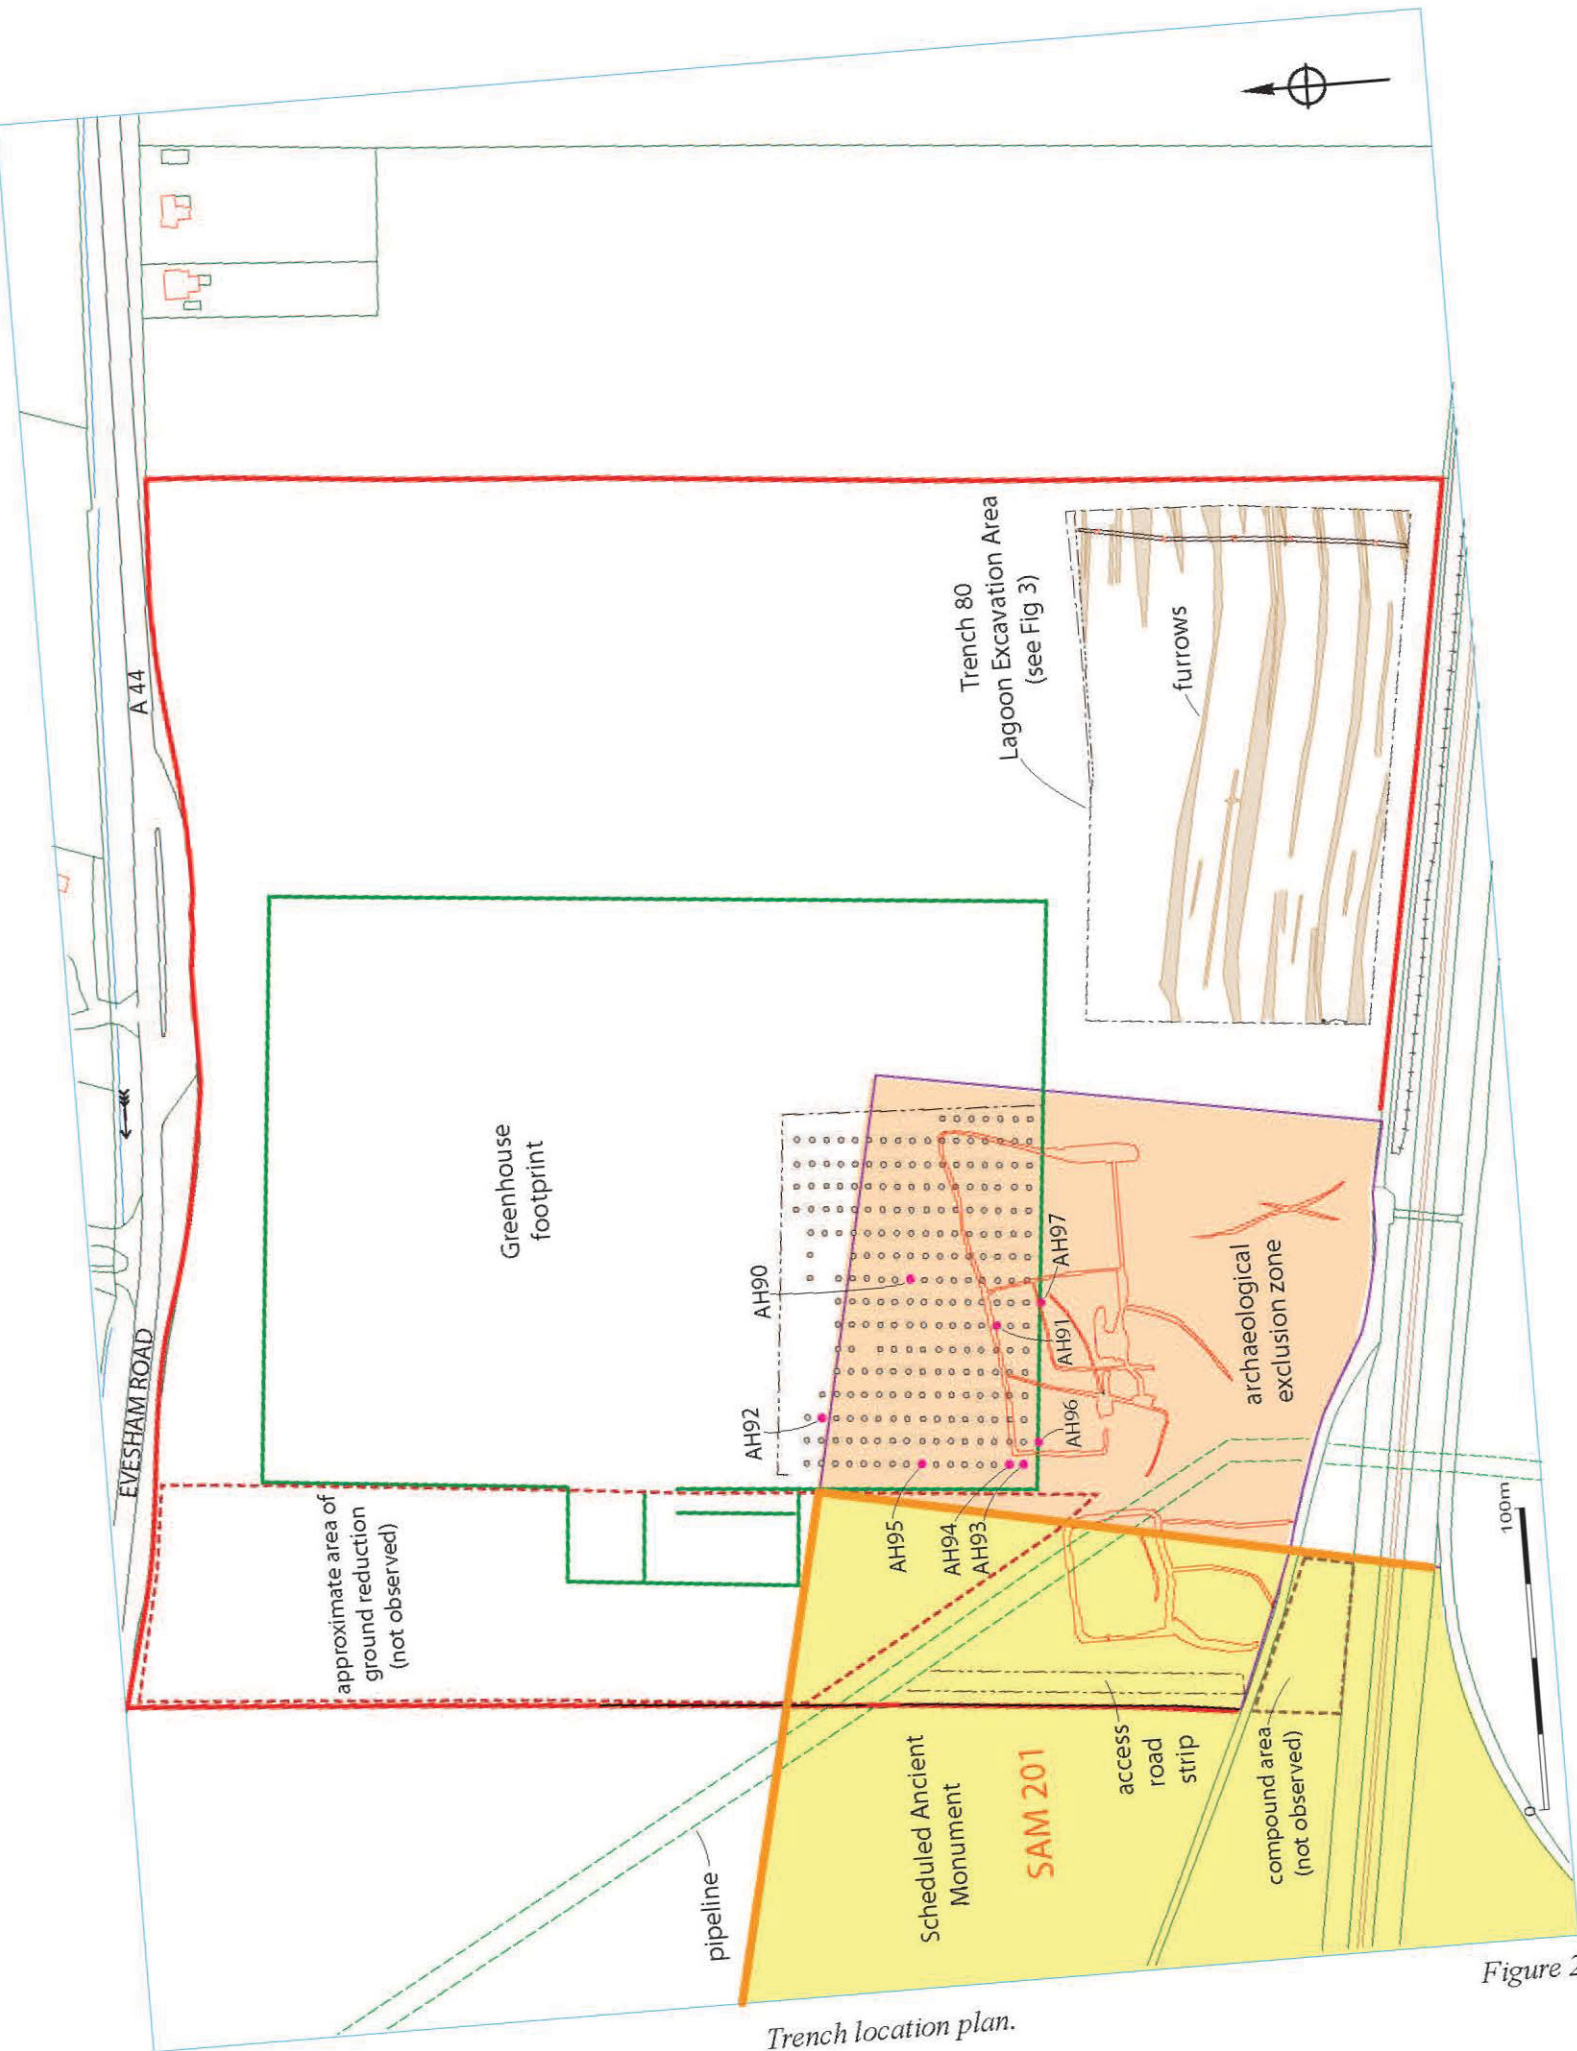 EVESHAM ROAD
A 44
approximate area of
ground reduction
(not observed)
Greenhouse
footprint
pipeline
AH92
AH90
Trench 80
Lagoon Excavation Area
(see Fig 3)
furrows
AH95
AH94
AH93
AH96
AH91
AH97
Scheduled Ancient
Monument
SAM 201
access
road
strip
archaeological
exclusion zone
compound area
(not observed)
0
100m
Trench location plan.
Figure 2